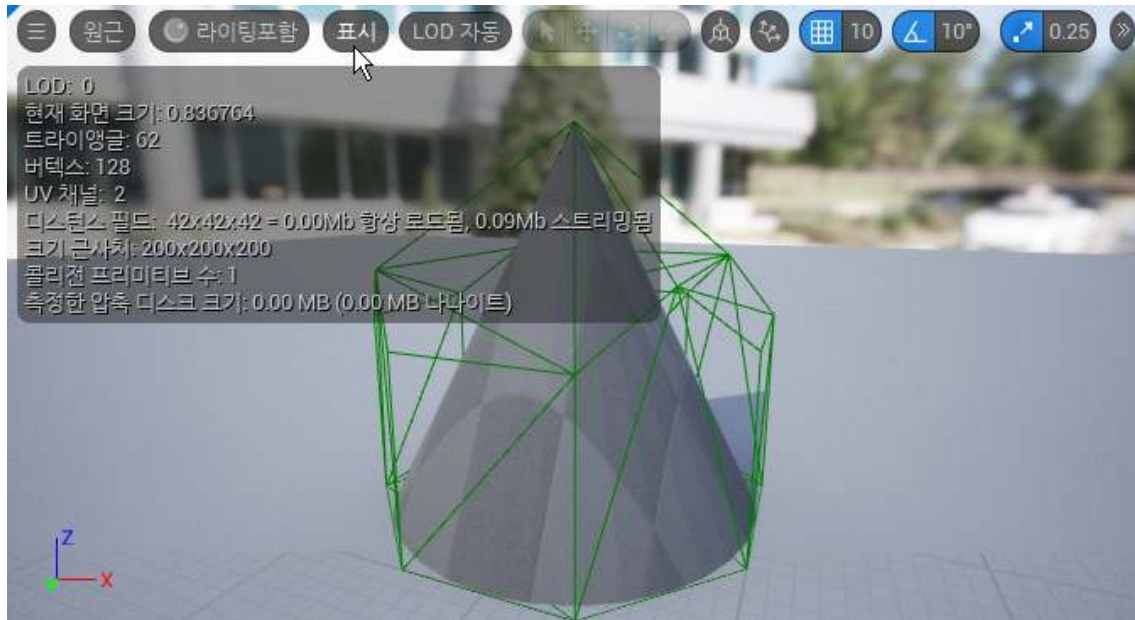 원근 라이팅포함 표시 LOD 자동 10 10° 0.25
LOD: 0
현재 화면 크기: 0.836764
트라이앵글: 62
버텍스: 128
UV 채널: 2
디스턴스 필드: 42x42x42 = 0.00Mb 항상 로드됨, 0.09Mb 스트리밍됨
크기 근사치: 200x200x200
콜리전 프리미티브 수: 1
측정한 압축 디스크 크기: 0.00 MB (0.00 MB 나나이트)
Z
X